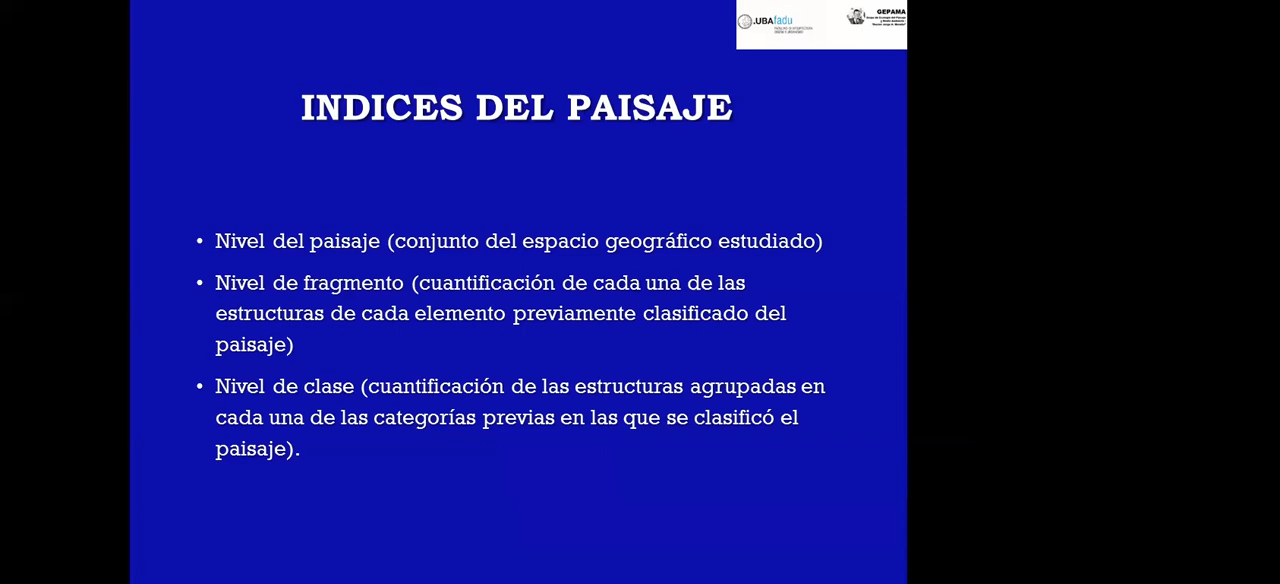 .UBAfadu
GEPAMA
INDICES DEL PAISAJE
• Nivel del paisaje (conjunto del espacio geográfico estudiado)
• Nivel de fragmento (cuantificación de cada una de las
estructuras de cada elemento previamente clasificado del
paisaje)
• Nivel de clase (cuantificación de las estructuras agrupadas en
cada una de las categorías previas en las que se clasificó el
paisaje).